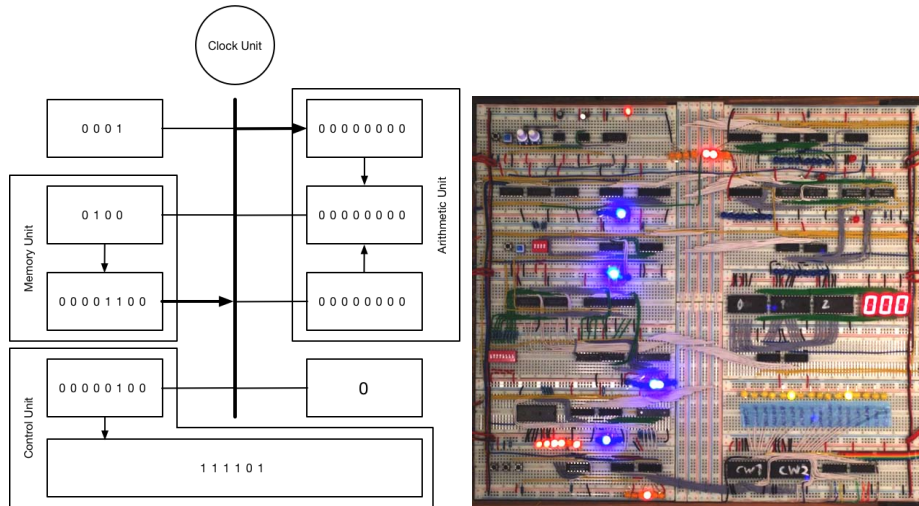 Clock Unit
0 0 0 1
0 0 0 0 0 0 0 0
0 1 0 0
0 0 0 0 0 0 0 0
Memory Unit
Arithmetic Unit
0 0 0 0 1 1 0 0
0 0 0 0 0 0 0 0
0 0 0 0 0 1 0 0
0
Control Unit
1 1 1 1 0 1
0 1 2 000
CW1 CW2